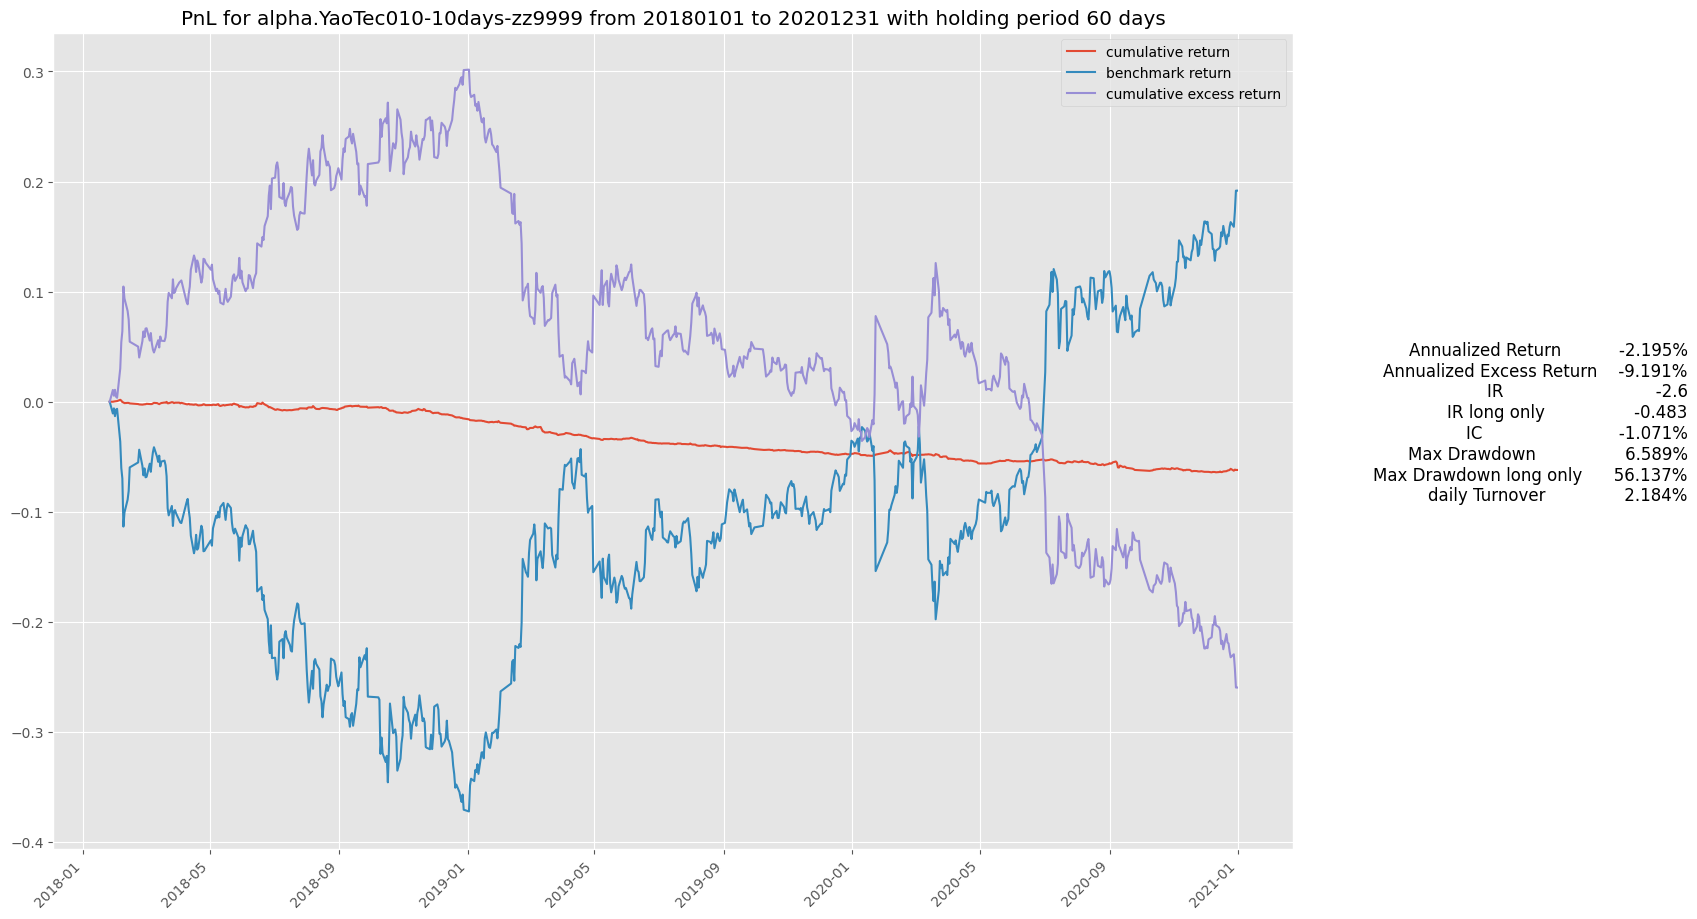 PnL for alpha.YaoTec010-10days-zz9999 from 20180101 to 20201231 with holding period 60 days
cumulative return
benchmark return
cumulative excess return
0.3
0.2
0.1
0.0
−0.1
−0.2
−0.3
−0.4
2018-01
2018-05
2018-09
2019-01
2019-05
2019-09
2020-01
2020-05
2020-09
2021-01
Annualized Return -2.195%
Annualized Excess Return -9.191%
IR -2.6
IR long only -0.483
IC -1.071%
Max Drawdown 6.589%
Max Drawdown long only 56.137%
daily Turnover 2.184%